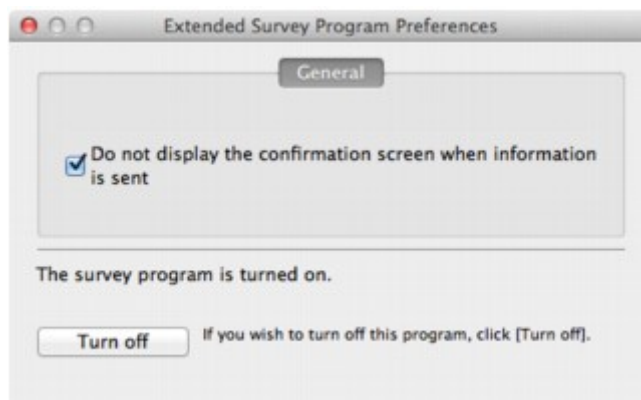 Extended Survey Program Preferences
General
Do not display the confirmation screen when information
is sent
The survey program is turned on.
Turn off
If you wish to turn off this program, click [Turn off].